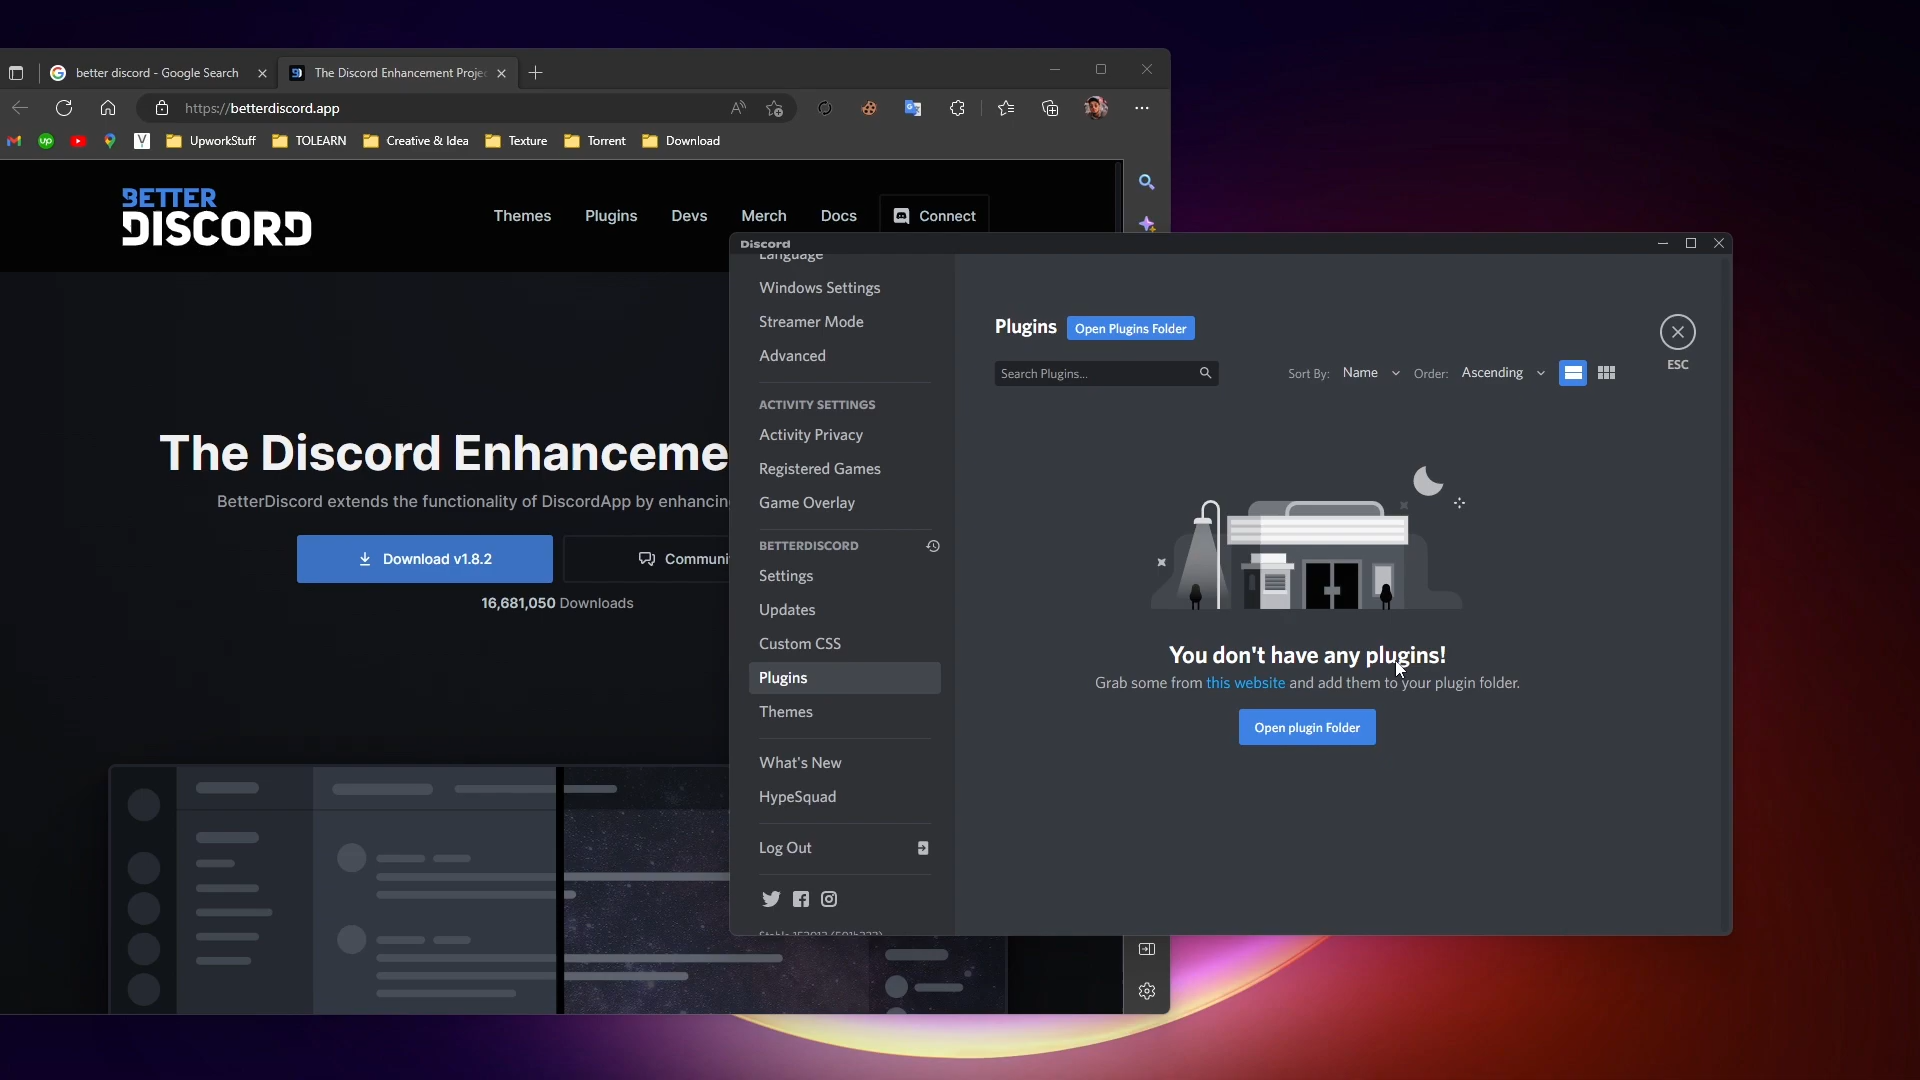 better discord - Google Search
The Discord Enhancement Proje
https://betterdiscord.app
UpworkStuff
TOLEARN
Creative & Idea
Texture
Torrent
Download
BETTER
DISCORD
Themes
Plugins
Devs
Merch
Docs
Connect
The Discord Enhanceme
BetterDiscord extends the functionality of DiscordApp by enhancin
Download v1.8.2
Communi
16,681,050 Downloads
Discord
Language
Windows Settings
Streamer Mode
Advanced
ACTIVITY SETTINGS
Activity Privacy
Registered Games
Game Overlay
BETTERDISCORD
Settings
Updates
Custom CSS
Plugins
Themes
What's New
HypeSquad
Log Out
Plugins
Open Plugins Folder
Search Plugins...
Sort By: Name
Order: Ascending
ESC
You don't have any plugins!
Grab some from this website and add them to your plugin folder.
Open plugin Folder